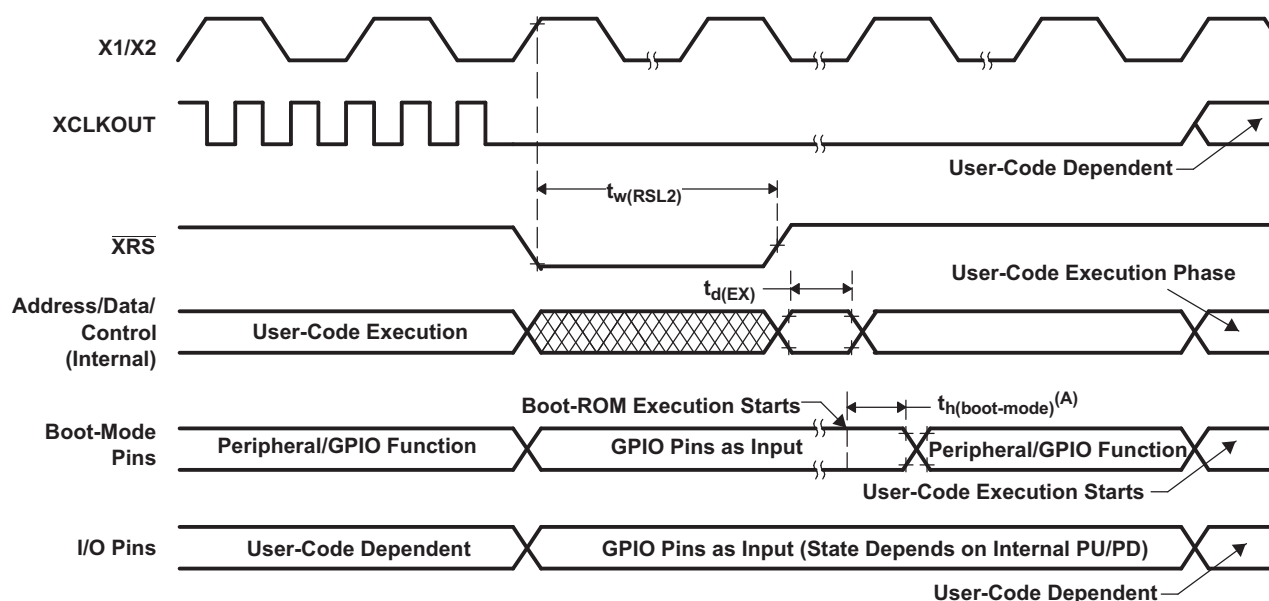 X1/X2
XCLKOUT
User-Code Dependent
tw(RSL2)
XRS
User-Code Execution Phase
td(EX)
Address/Data/
Control
(Internal)
User-Code Execution
Boot-ROM Execution Starts
th(boot-mode)(A)
Boot-Mode
Pins
Peripheral/GPIO Function
GPIO Pins as Input
Peripheral/GPIO Function
User-Code Execution Starts
I/O Pins
User-Code Dependent
GPIO Pins as Input (State Depends on Internal PU/PD)
User-Code Dependent